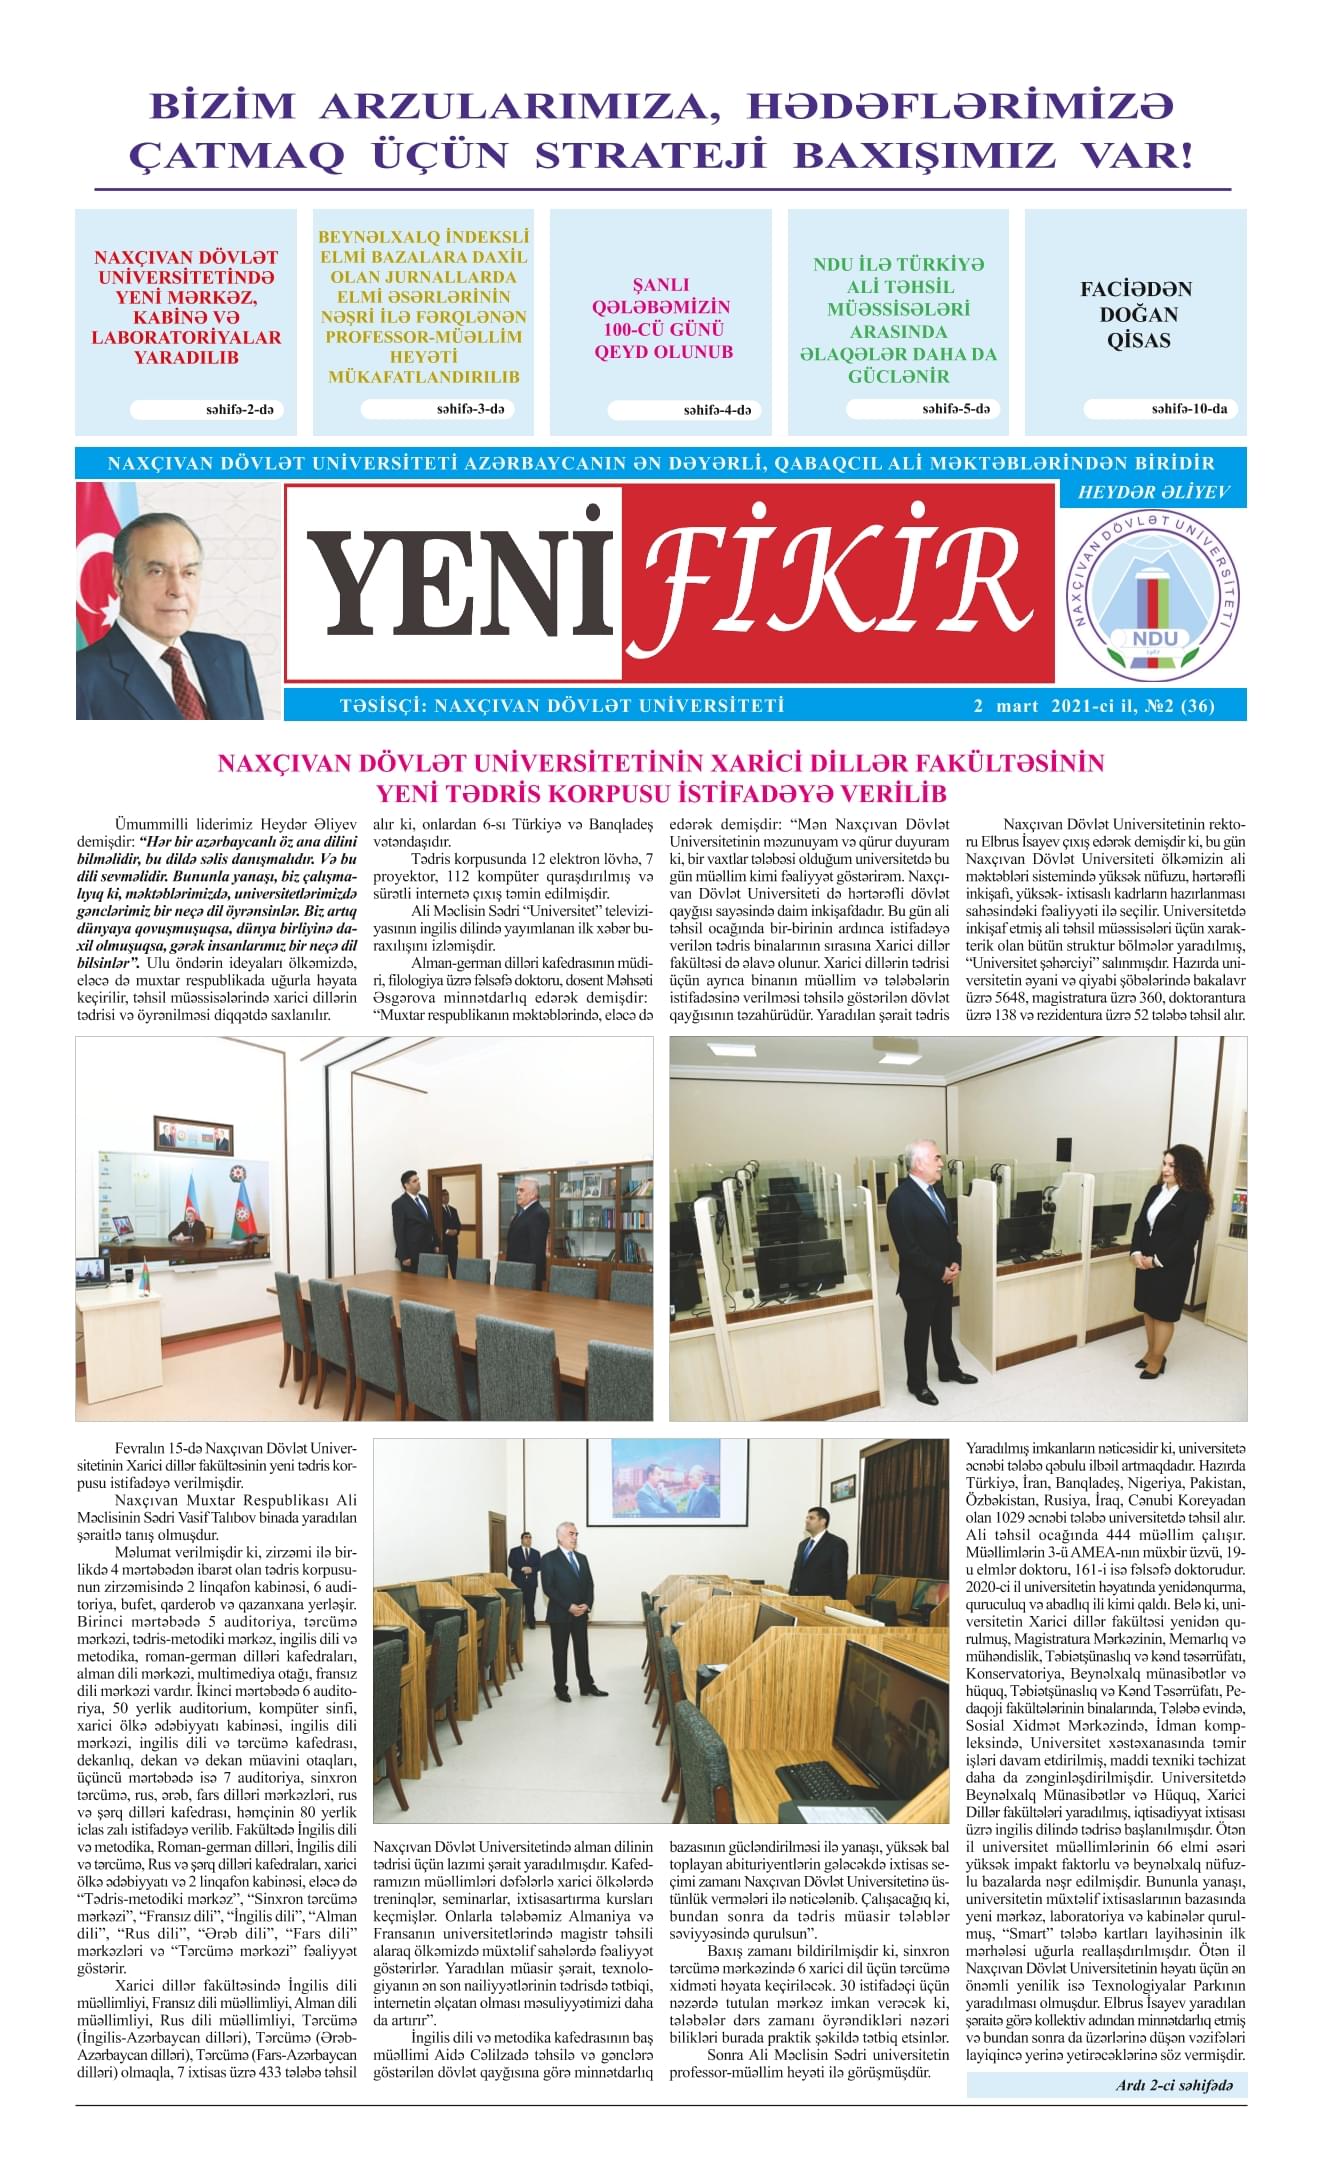 BİZİM ARZULARIMIZA, HƏDƏFLƏRİMİZƏ
ÇATMAQ ÜÇÜN STRATEJİ BAXIŞIMIZ VAR!
NAXÇIVAN DÖVLƏT
UNİVERSİTETİNDƏ
YENİ MƏRKƏZ,
KABİNƏ VƏ
LABORATORİYALAR
YARADILIB
səhifə-2-də
BEYNƏLXALQ İNDEKSLİ
ELMİ BAZALARA DAXİL
OLAN JURNALLARDA
ELMİ ƏSƏRLƏRİNİN
NƏŞRİ İLƏ FƏRQLƏNƏN
PROFESSOR-MÜƏLLİM
HEYƏTİ
MÜKAFATLANDIRILIB
səhifə-3-də
ŞANLI
QƏLƏBƏMİZİN
100-CÜ GÜNÜ
QEYD OLUNUB
səhifə-4-də
NDU İLƏ TÜRKİYƏ
ALİ TƏHSİL
MÜƏSSİSƏLƏRİ
ARASINDA
ƏLAQƏLƏR DAHA DA
GÜCLƏNİR
səhifə-5-də
FACİƏDƏN
DOĞAN
QİSAS
səhifə-10-da
NAXÇIVAN DÖVLƏT UNİVERSİTETİ AZƏRBAYCANIN ƏN DƏYƏRLİ, QABAQCIL ALİ MƏKTƏBLƏRİNDƏN BİRİDİR
HEYDƏR ƏLİYEV
YENİ FİKİR
NAXÇIVAN DÖVLƏT UNİVERSİTETİ
NDU
1967
TƏSİSÇİ: NAXÇIVAN DÖVLƏT UNİVERSİTETİ
2 mart 2021-ci il, №2 (36)
NAXÇIVAN DÖVLƏT UNİVERSİTETİNİN XARİCİ DİLLƏR FAKÜLTƏSİNİN
YENİ TƏDRİS KORPUSU İSTİFADƏYƏ VERİLİB
Ümummilli liderimiz Heydər Əliyev
demişdir: “Hər bir azərbaycanlı öz ana dilini
bilməlidir, bu dildə səlis danışmalıdır. Və bu
dili sevməlidir. Bununla yanaşı, biz çalışma-
lıyıq ki, məktəblərimizdə, universitetlərimizdə
gənclərimiz bir neçə dil öyrənsinlər. Biz artıq
dünyaya qovuşmuşuqsa, dünya birliyinə da-
xil olmuşuqsa, gərək insanlarımız bir neçə dil
bilsinlər”. Ulu öndərin ideyaları ölkəmizdə,
eləcə də muxtar respublikada uğurla həyata
keçirilir, təhsil müəssisələrində xarici dillərin
tədrisi və öyrənilməsi diqqətdə saxlanılır.
Fevralın 15-də Naxçıvan Dövlət Univer-
sitetinin Xarici dillər fakültəsinin yeni tədris kor-
pusu istifadəyə verilmişdir.
Naxçıvan Muxtar Respublikası Ali
Məclisinin Sədri Vasif Talıbov binada yaradılan
şəraitlə tanış olmuşdur.
Məlumat verilmişdir ki, zirzəmi ilə bir-
likdə 4 mərtəbədən ibarət olan tədris korpusu-
nun zirzəmisində 2 linqafon kabinəsi, 6 audi-
toriya, bufet, qarderob və qazanxana yerləşir.
Birinci mərtəbədə 5 auditoriya, tərcümə
mərkəzi, tədris-metodiki mərkəz, ingilis dili və
metodika, roman-german dilləri kafedraları,
alman dili mərkəzi, multimediya otağı, fransız
dili mərkəzi vardır. İkinci mərtəbədə 6 audito-
riya, 50 yerlik auditorium, kompüter sinfi,
xarici ölkə ədəbiyyatı kabinəsi, ingilis dili
mərkəzi, ingilis dili və tərcümə kafedrası,
dekanlıq, dekan və dekan müavini otaqları,
üçüncü mərtəbədə isə 7 auditoriya, sinxron
tərcümə, rus, ərəb, fars dilləri mərkəzləri, rus
və şərq dilləri kafedrası, həmçinin 80 yerlik
iclas zalı istifadəyə verilib. Fakültədə İngilis dili
və metodika, Roman-german dilləri, İngilis dili
və tərcümə, Rus və şərq dilləri kafedraları, xarici
ölkə ədəbiyyatı və 2 linqafon kabinəsi, eləcə də
“Tədris-metodiki mərkəz”, “Sinxron tərcümə
mərkəzi”, “Fransız dili”, “İngilis dili”, “Alman
dili”, “Rus dili”, “Ərəb dili”, “Fars dili”
mərkəzləri və “Tərcümə mərkəzi” fəaliyyət
göstərir.
Xarici dillər fakültəsində İngilis dili
müəllimliyi, Fransız dili müəllimliyi, Alman dili
müəllimliyi, Rus dili müəllimliyi, Tərcümə
(İngilis-Azərbaycan dilləri), Tərcümə (Ərəb-
Azərbaycan dilləri), Tərcümə (Fars-Azərbaycan
dilləri) olmaqla, 7 ixtisas üzrə 433 tələbə təhsil
alır ki, onlardan 6-sı Türkiyə və Banqladeş
vətəndaşıdır.
Tədris korpusunda 12 elektron lövhə, 7
proyektor, 112 kompüter quraşdırılmış və
sürətli internetə çıxış təmin edilmişdir.
Ali Məclisin Sədri “Universitet” televizi-
yasının ingilis dilində yayımlanan ilk xəbər bu-
raxılışını izləmişdir.
Alman-german dilləri kafedrasının müdi-
ri, filologiya üzrə fəlsəfə doktoru, dosent Məhsəti
Əsgərova minnətdarlıq edərək demişdir:
“Muxtar respublikanın məktəblərində, eləcə də
Naxçıvan Dövlət Universitetində alman dilinin
tədrisi üçün lazımi şərait yaradılmışdır. Kafed-
ramızın müəllimləri dəfələrlə xarici ölkələrdə
treninqlər, seminarlar, ixtisasartırma kursları
keçmişlər. Onlarla tələbəmiz Almaniya və
Fransanın universitetlərində magistr təhsili
alaraq ölkəmizdə müxtəlif sahələrdə fəaliyyət
göstərirlər. Yaradılan müasir şərait, texnolo-
giyanın ən son nailiyyətlərinin tədrisdə tətbiqi,
internetin əlçatan olması məsuliyyətimizi daha
da artırır”.
İngilis dili və metodika kafedrasının baş
müəllimi Aidə Cəlilzadə təhsilə və gənclərə
göstərilən dövlət qayğısına görə minnətdarlıq
edərək demişdir: “Mən Naxçıvan Dövlət
Universitetinin məzunuyam və qürur duyuram
ki, bir vaxtlar tələbəsi olduğum universitetdə bu
gün müəllim kimi fəaliyyət göstərirəm. Naxçı-
van Dövlət Universiteti də hərtərəfli dövlət
qayğısı sayəsində daim inkişafdadır. Bu gün ali
təhsil ocağında bir-birinin ardınca istifadəyə
verilən tədris binalarının sırasına Xarici dillər
fakültəsi də əlavə olunur. Xarici dillərin tədrisi
üçün ayrıca binanın müəllim və tələbələrin
istifadəsinə verilməsi təhsilə göstərilən dövlət
qayğısının təzahürüdür. Yaradılan şərait tədris
bazasının gücləndirilməsi ilə yanaşı, yüksək bal
toplayan abituriyentlərin gələcəkdə ixtisas se-
çimi zamanı Naxçıvan Dövlət Universitetinə üs-
tünlük vermələri ilə nəticələnib. Çalışacağıq ki,
bundan sonra da tədris müasir tələblər
səviyyəsində qurulsun”.
Baxış zamanı bildirilmişdir ki, sinxron
tərcümə mərkəzində 6 xarici dil üçün tərcümə
xidməti həyata keçiriləcək. 30 istifadəçi üçün
nəzərdə tutulan mərkəz imkan verəcək ki,
tələbələr dərs zamanı öyrəndikləri nəzəri
bilikləri burada praktik şəkildə tətbiq etsinlər.
Sonra Ali Məclisin Sədri universitetin
professor-müəllim heyəti ilə görüşmüşdür.
Naxçıvan Dövlət Universitetinin rekto-
ru Elbrus İsayev çıxış edərək demişdir ki, bu gün
Naxçıvan Dövlət Universiteti ölkəmizin ali
məktəbləri sistemində yüksək nüfuzu, hərtərəfli
inkişafı, yüksək- ixtisaslı kadrların hazırlanması
sahəsindəki fəaliyyəti ilə seçilir. Universitetdə
inkişaf etmiş ali təhsil müəssisələri üçün xarak-
terik olan bütün struktur bölmələr yaradılmış,
“Universitet şəhərciyi” salınmışdır. Hazırda uni-
versitetin əyani və qiyabi şöbələrində bakalavr
üzrə 5648, magistratura üzrə 360, doktorantura
üzrə 138 və rezidentura üzrə 52 tələbə təhsil alır.
Yaradılmış imkanların nəticəsidir ki, universitetə
əcnəbi tələbə qəbulu ilbəil artmaqdadır. Hazırda
Türkiyə, İran, Banqladeş, Nigeriya, Pakistan,
Özbəkistan, Rusiya, İraq, Cənubi Koreyadan
olan 1029 əcnəbi tələbə universitetdə təhsil alır.
Ali təhsil ocağında 444 müəllim çalışır.
Müəllimlərin 3-ü AMEA-nın müxbir üzvü, 19-
u elmlər doktoru, 161-i isə fəlsəfə doktorudur.
2020-ci il universitetin həyatında yenidənqurma,
quruculuq və abadlıq ili kimi qaldı. Belə ki, uni-
versitetin Xarici dillər fakültəsi yenidən qu-
rulmuş, Magistratura Mərkəzinin, Memarlıq və
mühəndislik, Təbiətşünaslıq və kənd təsərrüfatı,
Konservatoriya, Beynəlxalq münasibətlər və
hüquq, Təbiətşünaslıq və Kənd Təsərrüfatı, Pe-
daqoji fakültələrinin binalarında, Tələbə evində,
Sosial Xidmət Mərkəzində, İdman komp-
leksində, Universitet xəstəxanasında təmir
işləri davam etdirilmiş, maddi texniki təchizat
daha da zənginləşdirilmişdir. Universitetdə
Beynəlxalq Münasibətlər və Hüquq, Xarici
Dillər fakültələri yaradılmış, iqtisadiyyat ixtisası
üzrə ingilis dilində tədrisə başlanılmışdır. Ötən
il universitet müəllimlərinin 66 elmi əsəri
yüksək impakt faktorlu və beynəlxalq nüfuz-
lu bazalarda nəşr edilmişdir. Bununla yanaşı,
universitetin müxtəlif ixtisaslarının bazasında
yeni mərkəz, laboratoriya və kabinələr qurul-
muş, “Smart” tələbə kartları layihəsinin ilk
mərhələsi uğurla reallaşdırılmışdır. Ötən il
Naxçıvan Dövlət Universitetinin həyatı üçün ən
önəmli yenilik isə Texnologiyalar Parkının
yaradılması olmuşdur. Elbrus İsayev yaradılan
şəraitə görə kollektiv adından minnətdarlıq etmiş
və bundan sonra da üzərlərinə düşən vəzifələri
layiqincə yerinə yetirəcəklərinə söz vermişdir.
Ardı 2-ci səhifədə